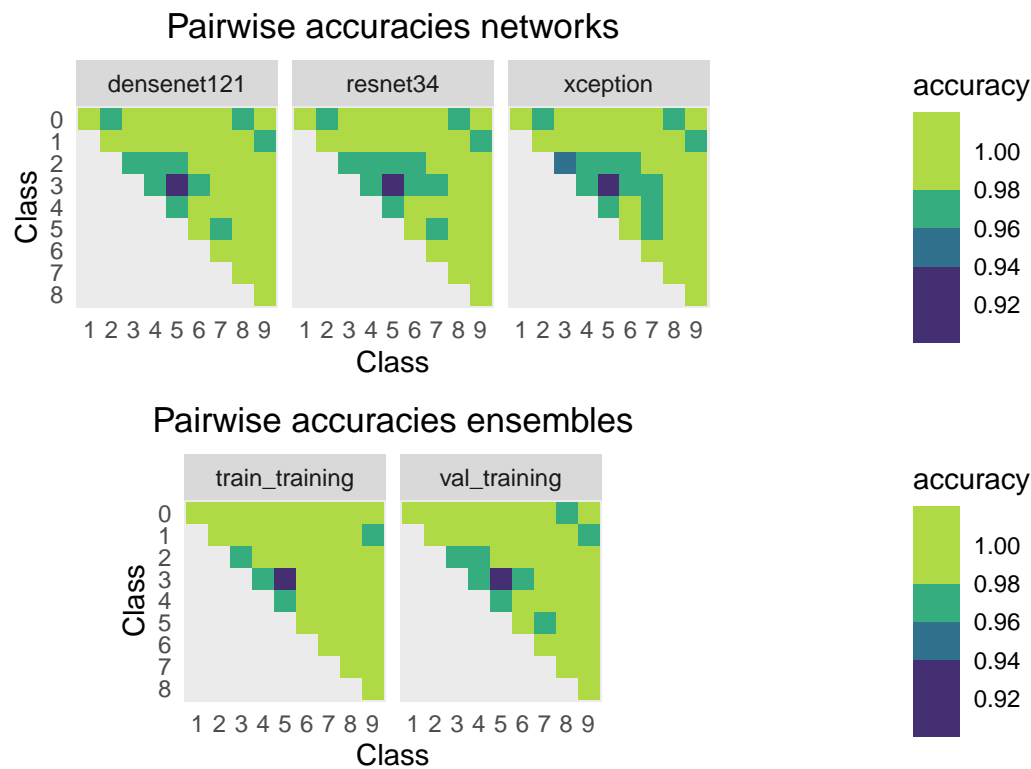 Pairwise accuracies networks
densenet121 resnet34 xception
0
1
2
3
4
5
6
7
8
Class
1 2 3 4 5 6 7 8 9 1 2 3 4 5 6 7 8 9 1 2 3 4 5 6 7 8 9
Class
accuracy
1.00
0.98
0.96
0.94
0.92
Pairwise accuracies ensembles
train_training val_training
0
1
2
3
4
5
6
7
8
Class
1 2 3 4 5 6 7 8 9 1 2 3 4 5 6 7 8 9
Class
accuracy
1.00
0.98
0.96
0.94
0.92